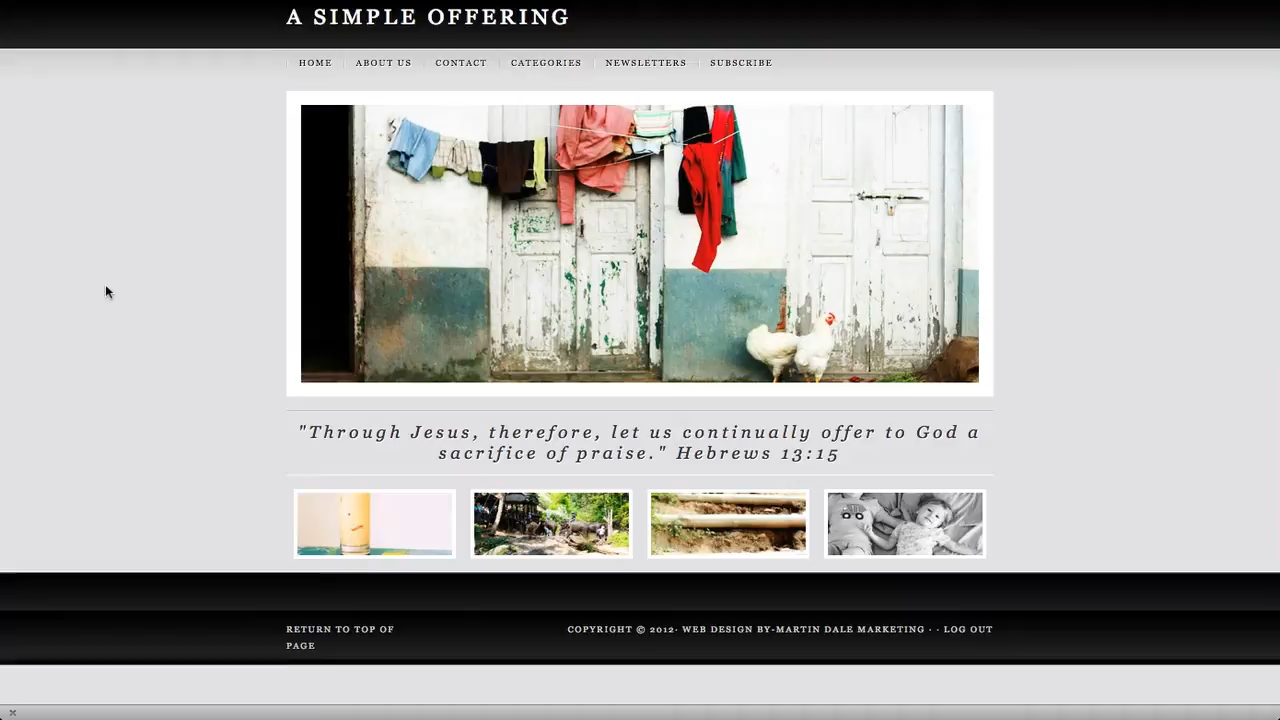 A SIMPLE OFFERING
HOME ABOUT US CONTACT CATEGORIES NEWSLETTERS SUBSCRIBE
"Through Jesus, therefore, let us continually offer to God a
sacrifice of praise." Hebrews 13:15
RETURN TO TOP OF
PAGE
COPYRIGHT © 2012· WEB DESIGN BY-MARTIN DALE MARKETING · · LOG OUT